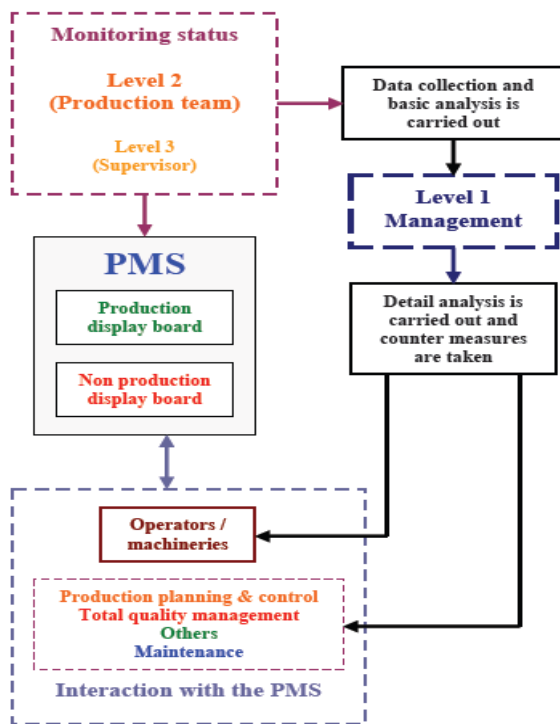 Monitoring status
Level 2
(Production team)
Level 3
(Supervisor)
Data collection and
basic analysis is
carried out
Level 1
Management
PMS
Production
display board
Non production
display board
Detail analysis is
carried out and
counter measures
are taken
Operators /
machineries
Production planning & control
Total quality management
Others
Maintenance
Interaction with the PMS